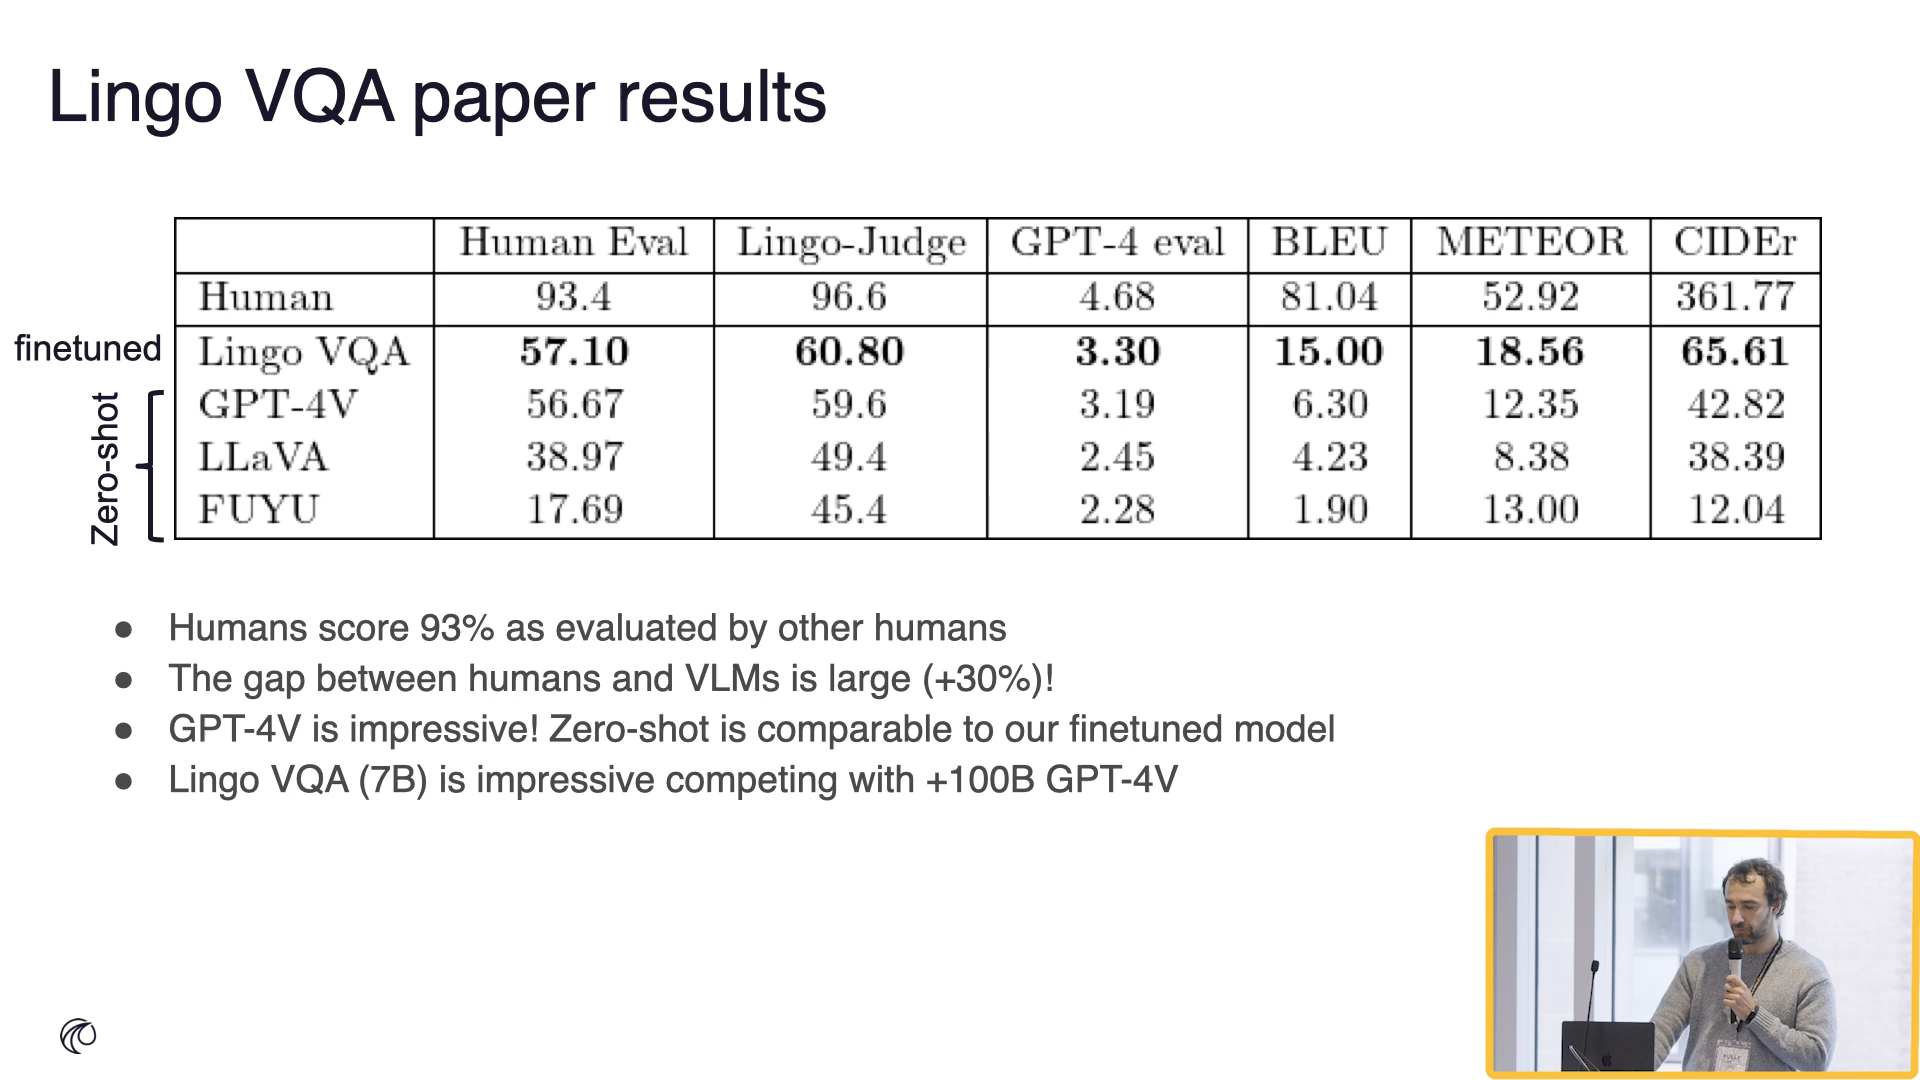 Lingo VQA paper results
Human Eval Lingo-Judge GPT-4 eval BLEU METEOR CIDEr
Human 93.4 96.6 4.68 81.04 52.92 361.77
finetuned Lingo VQA 57.10 60.80 3.30 15.00 18.56 65.61
Zero-shot
GPT-4V 56.67 59.6 3.19 6.30 12.35 42.82
LLaVA 38.97 49.4 2.45 4.23 8.38 38.39
FUYU 17.69 45.4 2.28 1.90 13.00 12.04
● Humans score 93% as evaluated by other humans
● The gap between humans and VLMs is large (+30%)!
● GPT-4V is impressive! Zero-shot is comparable to our finetuned model
● Lingo VQA (7B) is impressive competing with +100B GPT-4V